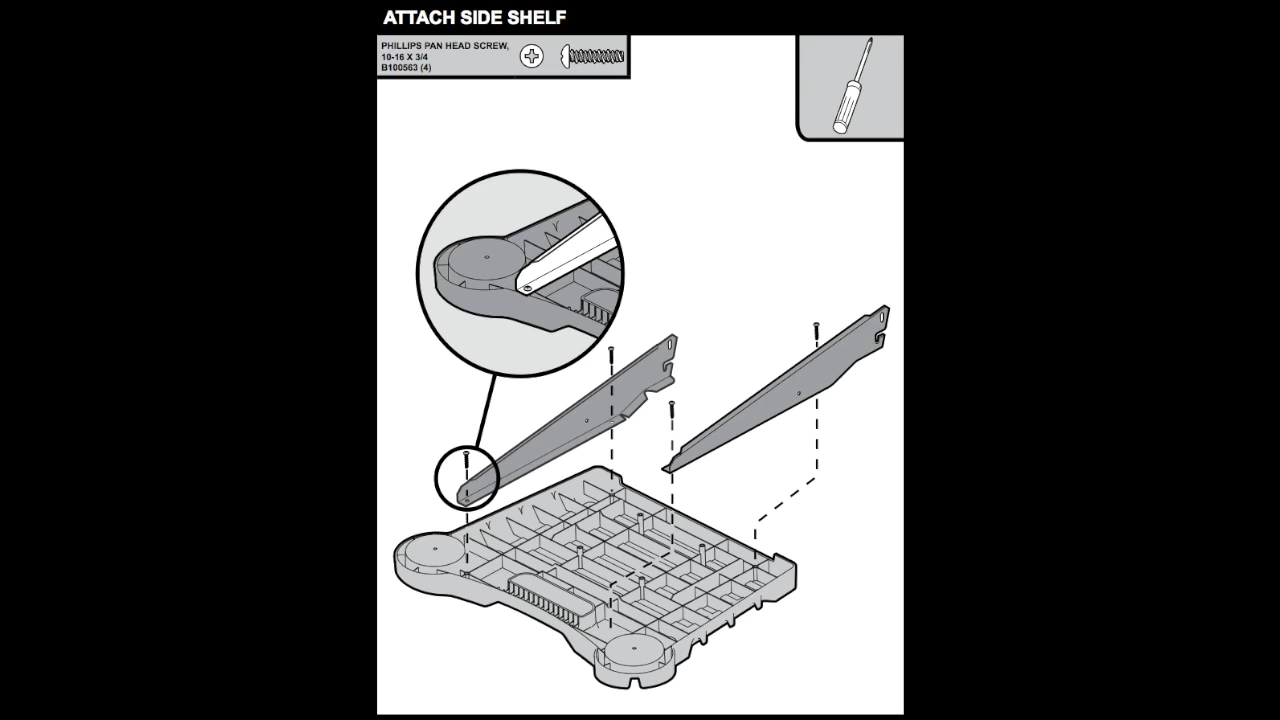 ATTACH SIDE SHELF
PHILLIPS PAN HEAD SCREW,
10-16 X 3/4
B100563 (4)